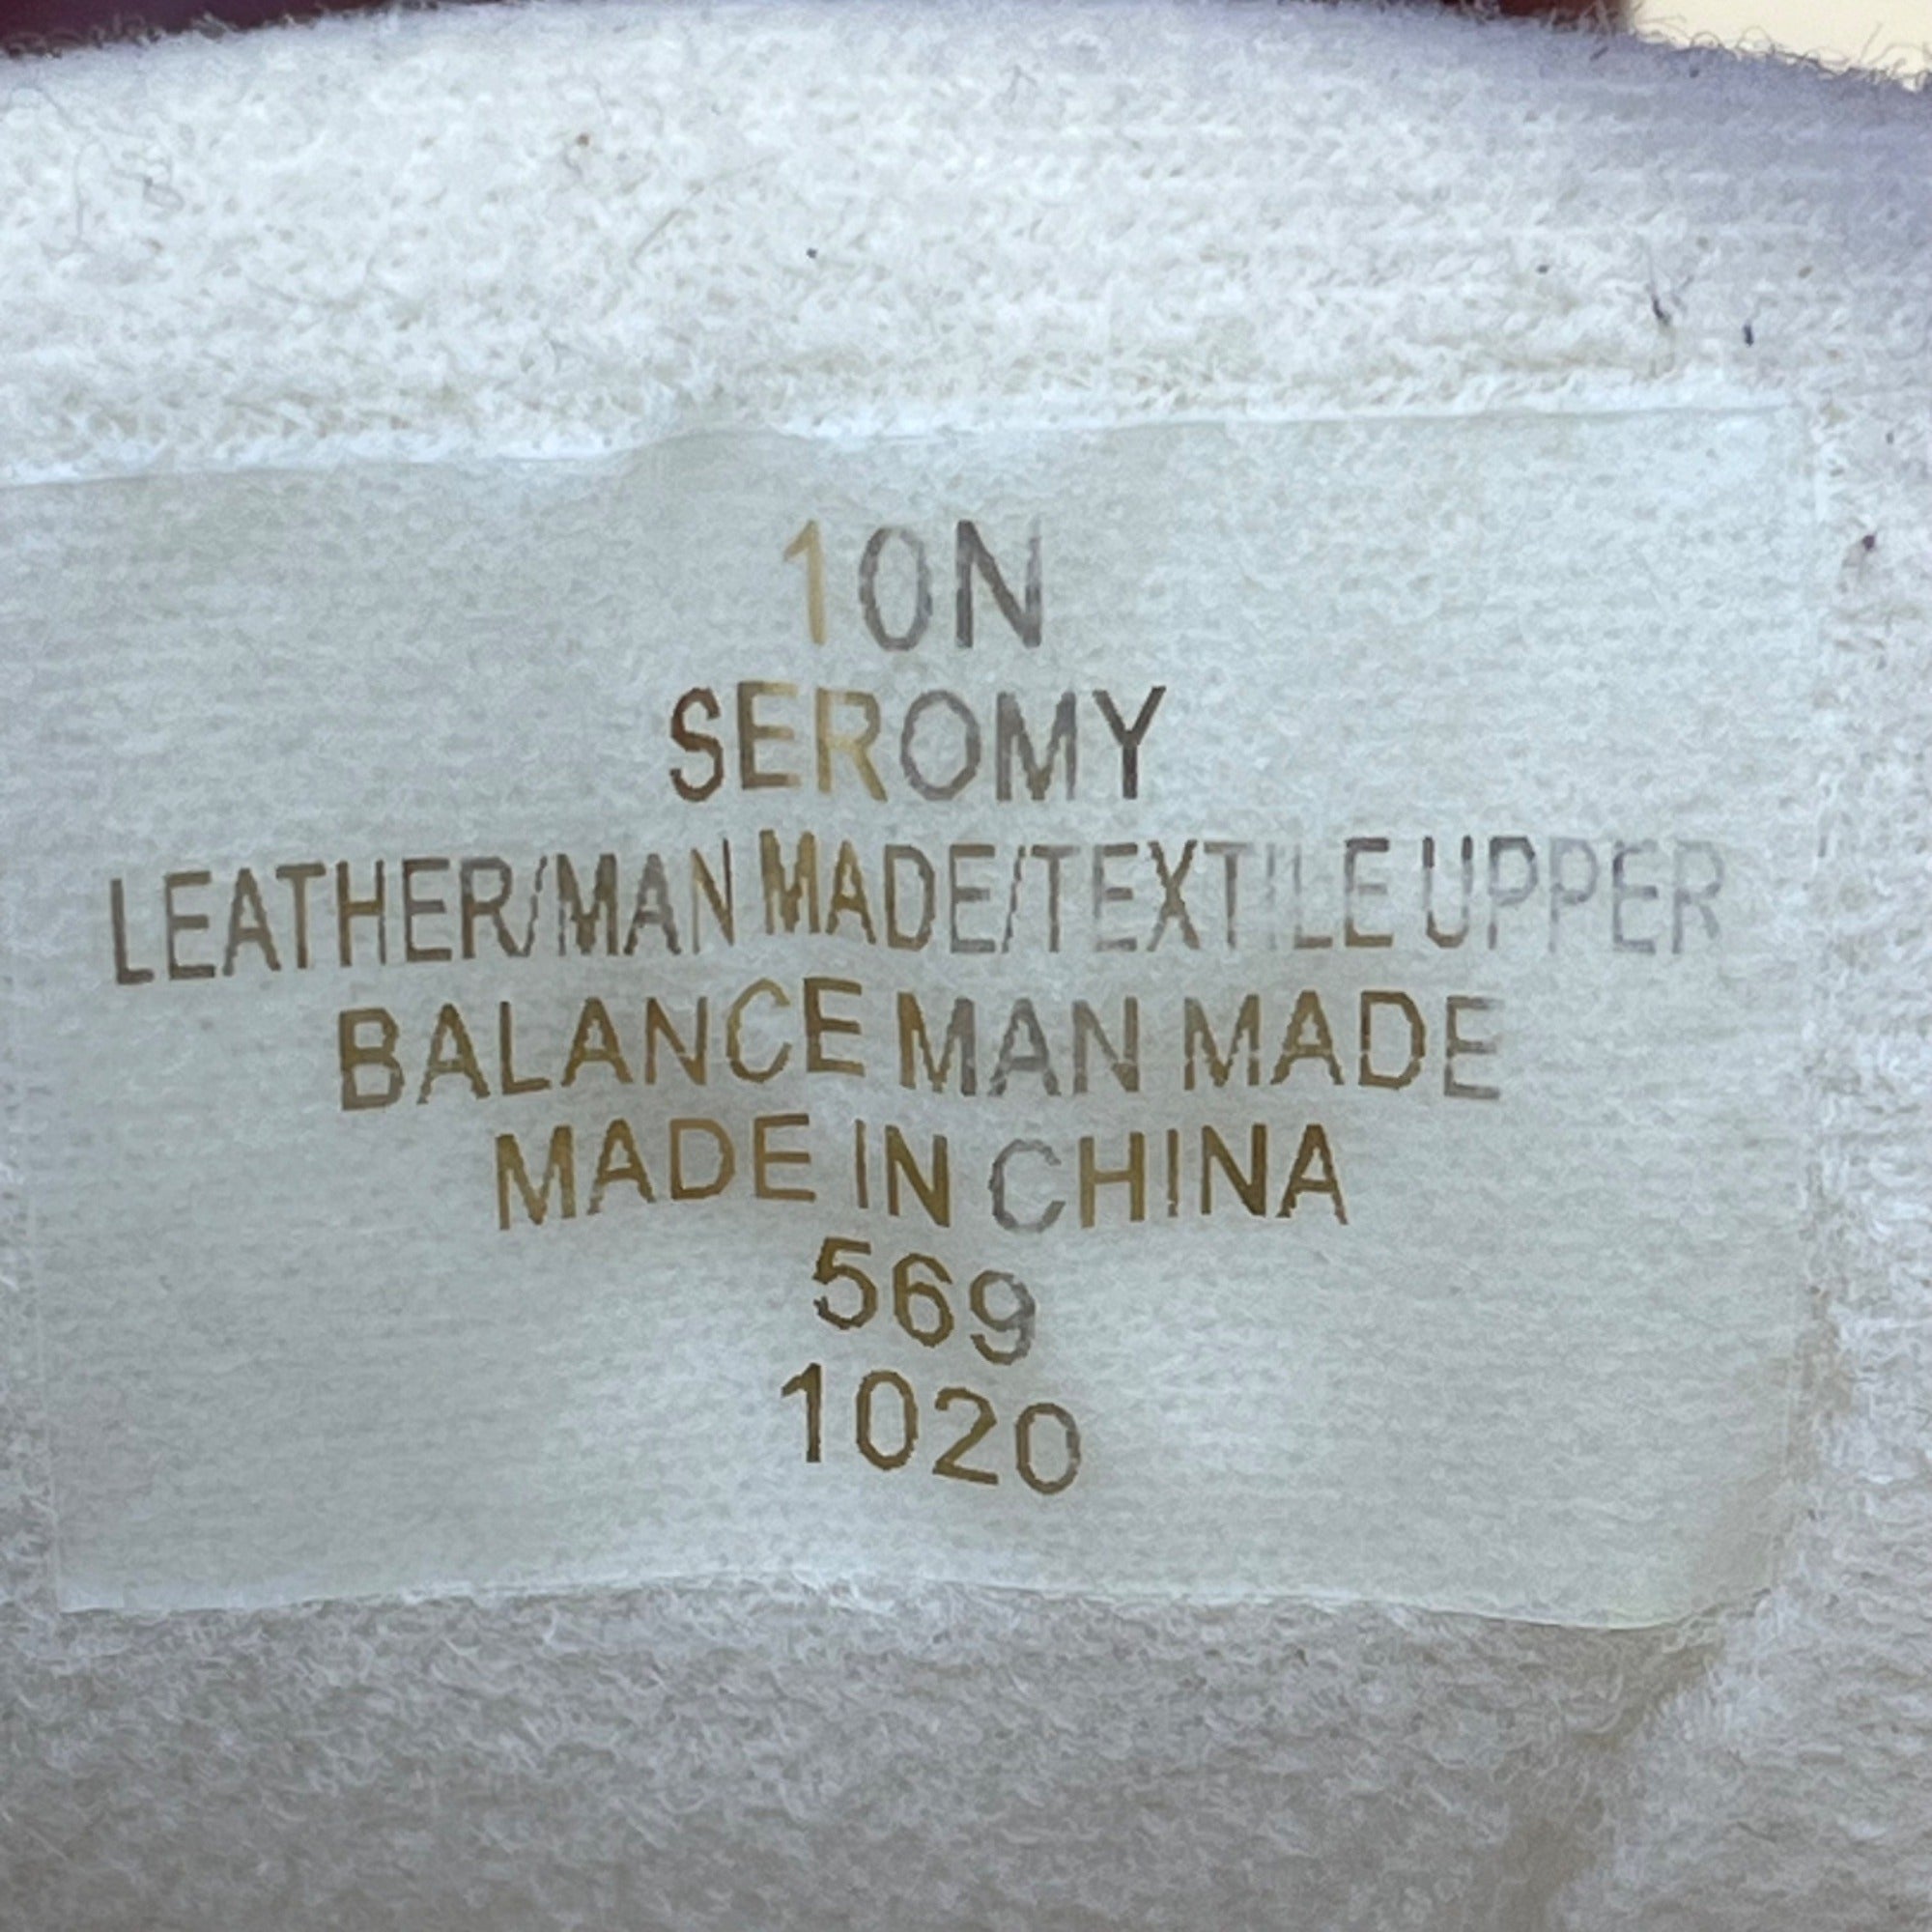 10N
SEROMY
LEATHER/MAN MADE/TEXTILE UPPER
BALANCE MAN MADE
MADE IN CHINA
569
1020